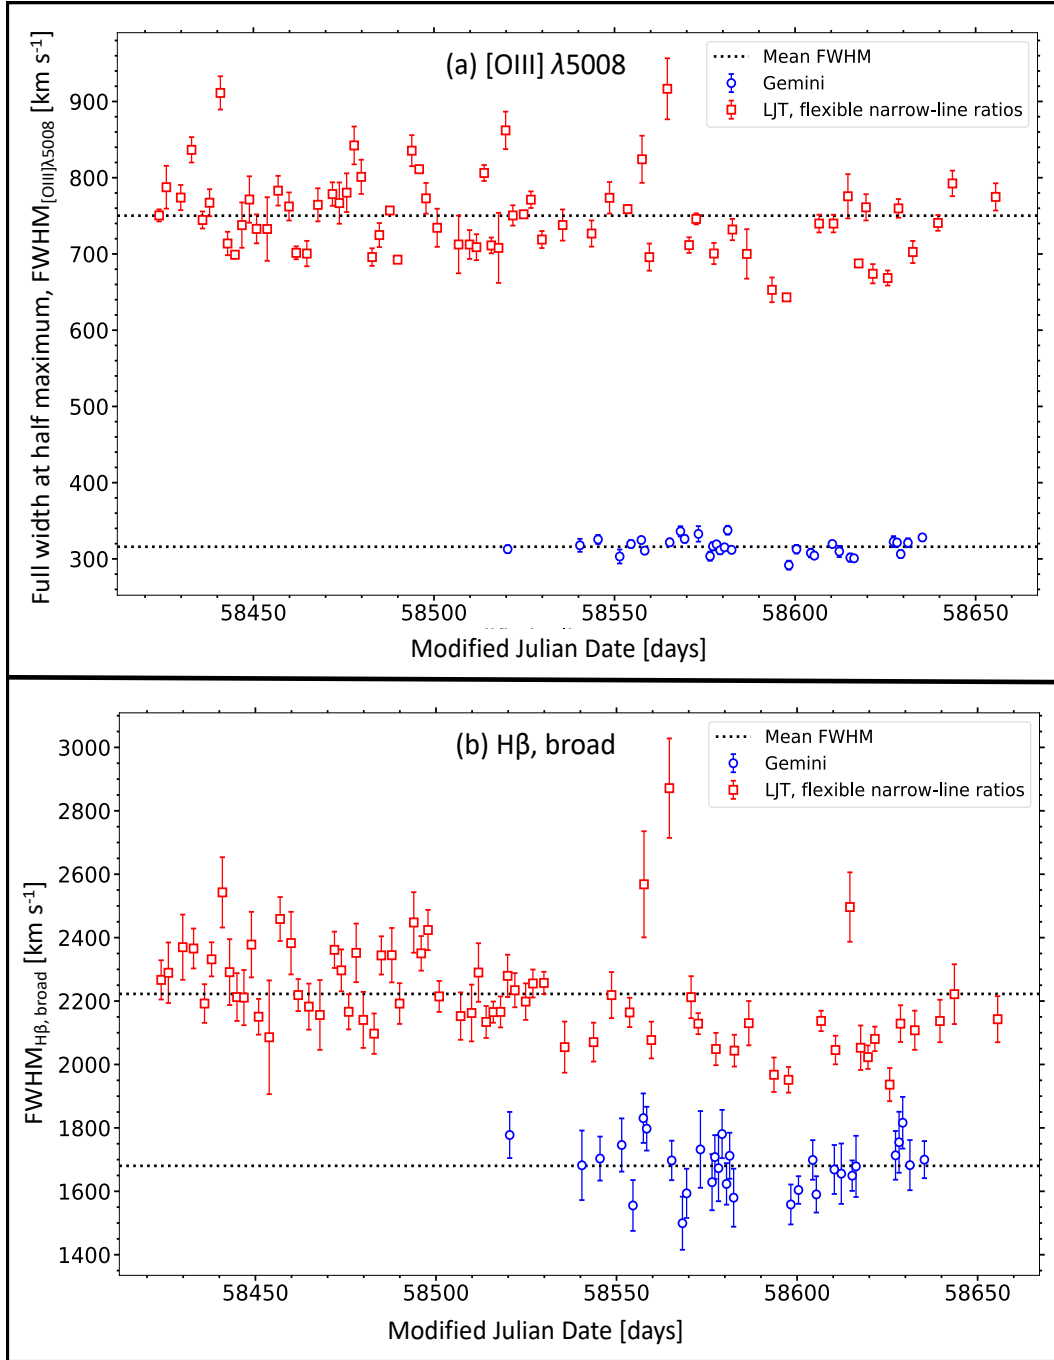 (a) [OIII] λ5008
Mean FWHM
Gemini
LJT, flexible narrow-line ratios
Full width at half maximum, FWHM[OIII]λ5008 [km s-1]
900
800
700
600
500
400
300
58450 58500 58550 58600 58650
Modified Julian Date [days]
(b) Hβ, broad
Mean FWHM
Gemini
LJT, flexible narrow-line ratios
FWHMHβ, broad [km s-1]
3000
2800
2600
2400
2200
2000
1800
1600
1400
58450 58500 58550 58600 58650
Modified Julian Date [days]